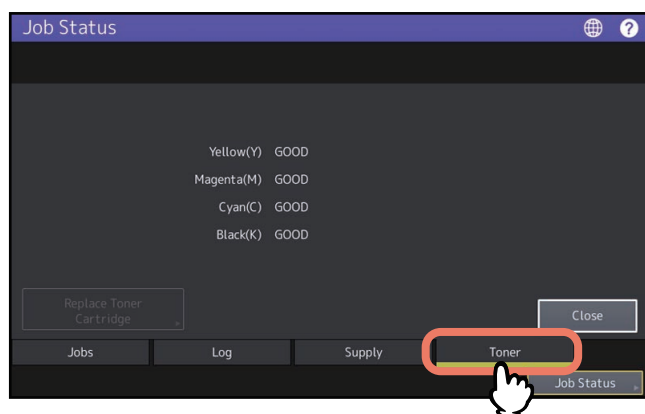 Job Status
?
Yellow(Y) GOOD
Magenta(M) GOOD
Cyan(C) GOOD
Black(K) GOOD
Replace Toner
Cartridge
Close
Jobs Log Supply Toner
Job Status